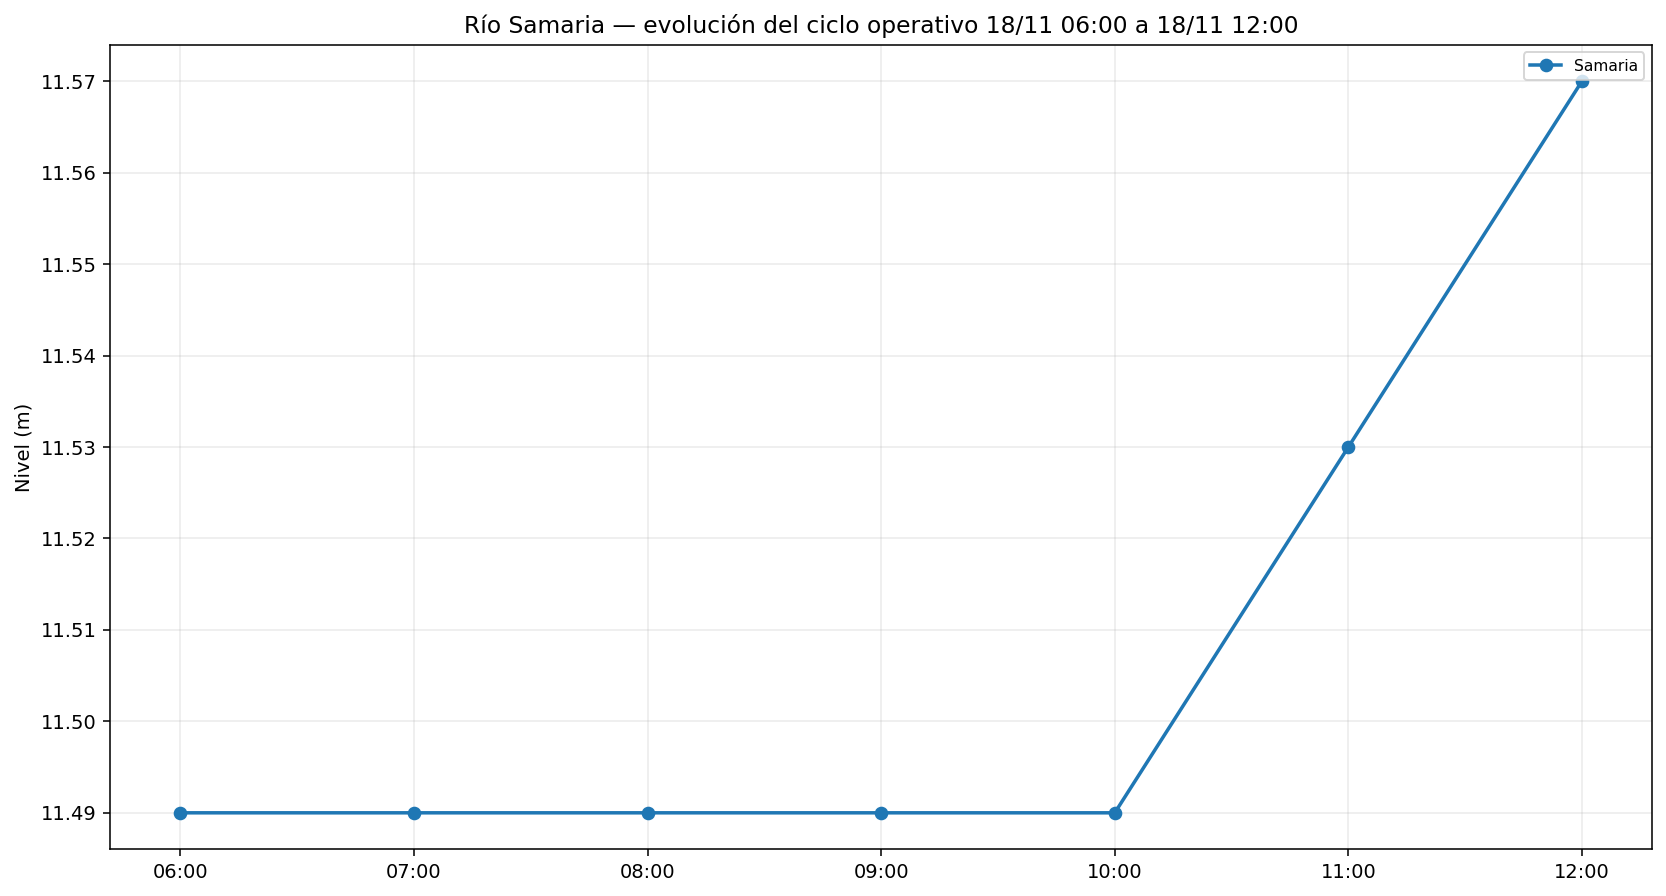 Río Samaria — evolución del ciclo operativo 18/11 06:00 a 18/11 12:00
Samaria
Nivel (m)
11.57
11.56
11.55
11.54
11.53
11.52
11.51
11.50
11.49
06:00 07:00 08:00 09:00 10:00 11:00 12:00